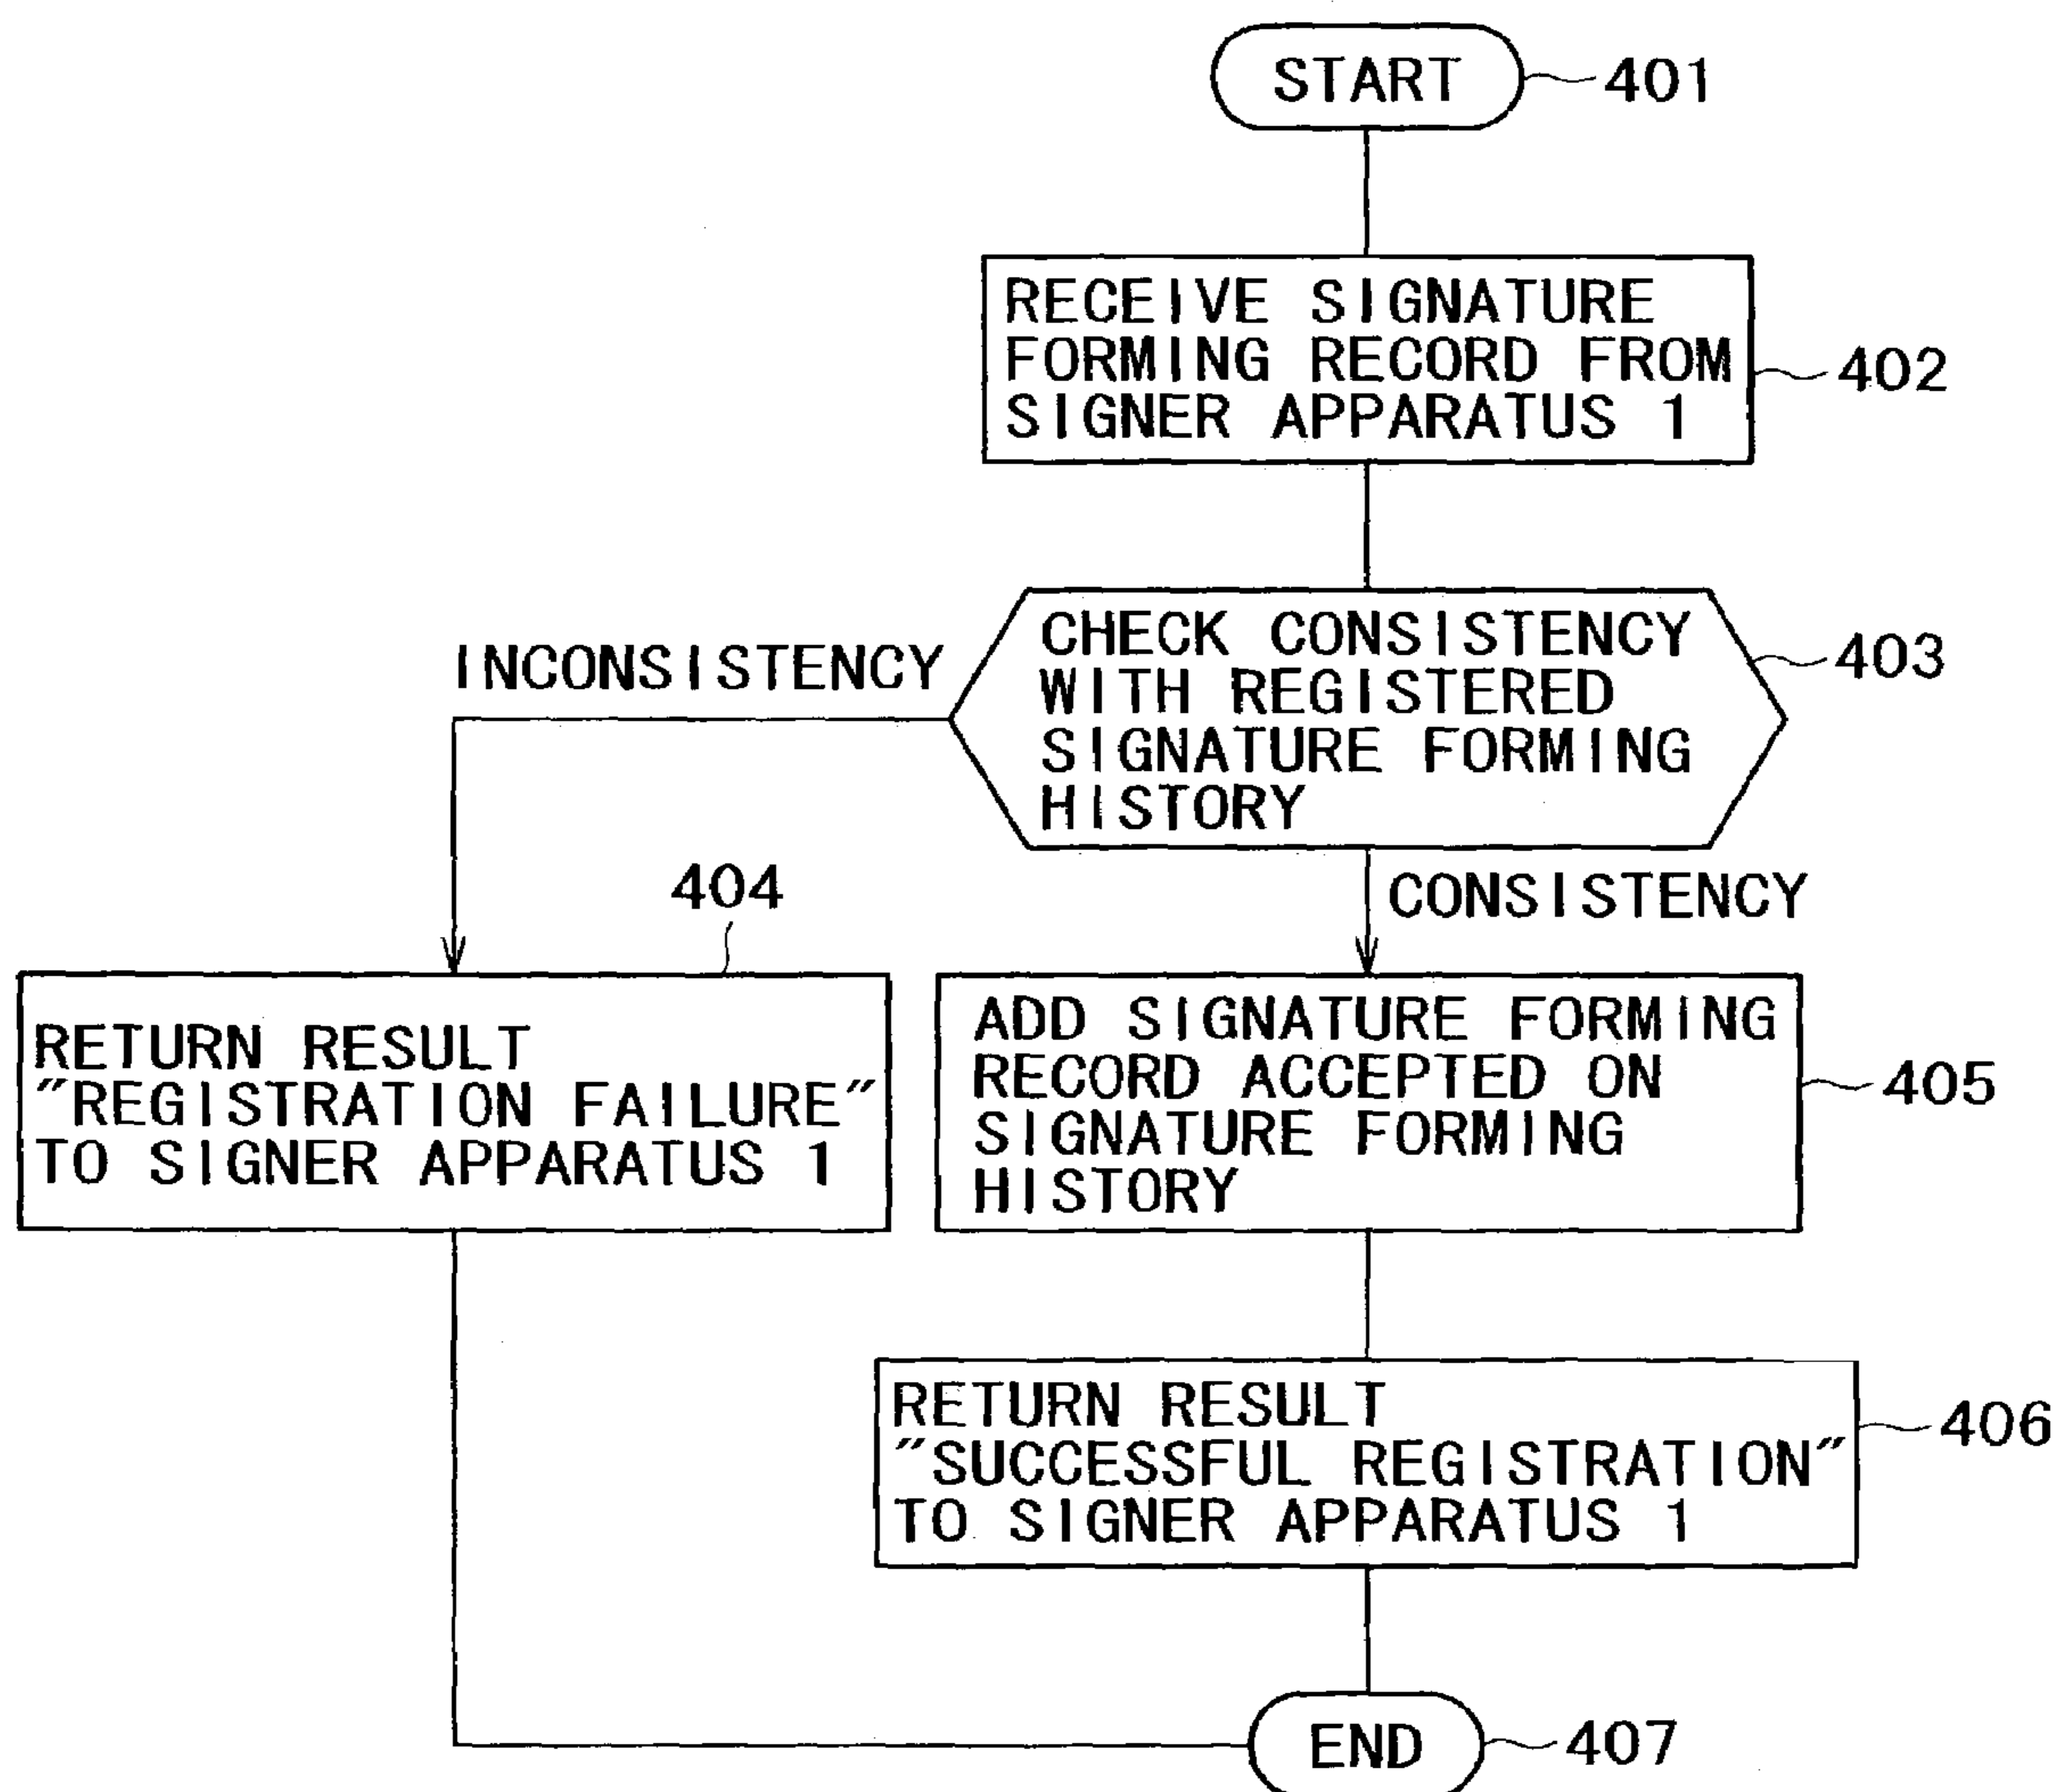 START
401
RECEIVE SIGNATURE
FORMING RECORD FROM
SIGNER APPARATUS 1
402
CHECK CONSISTENCY
WITH REGISTERED
SIGNATURE FORMING
HISTORY
403
INCONSISTENCY
CONSISTENCY
404
RETURN RESULT
"REGISTRATION FAILURE"
TO SIGNER APPARATUS 1
ADD SIGNATURE FORMING
RECORD ACCEPTED ON
SIGNATURE FORMING
HISTORY
405
RETURN RESULT
"SUCCESSFUL REGISTRATION"
TO SIGNER APPARATUS 1
406
END
407